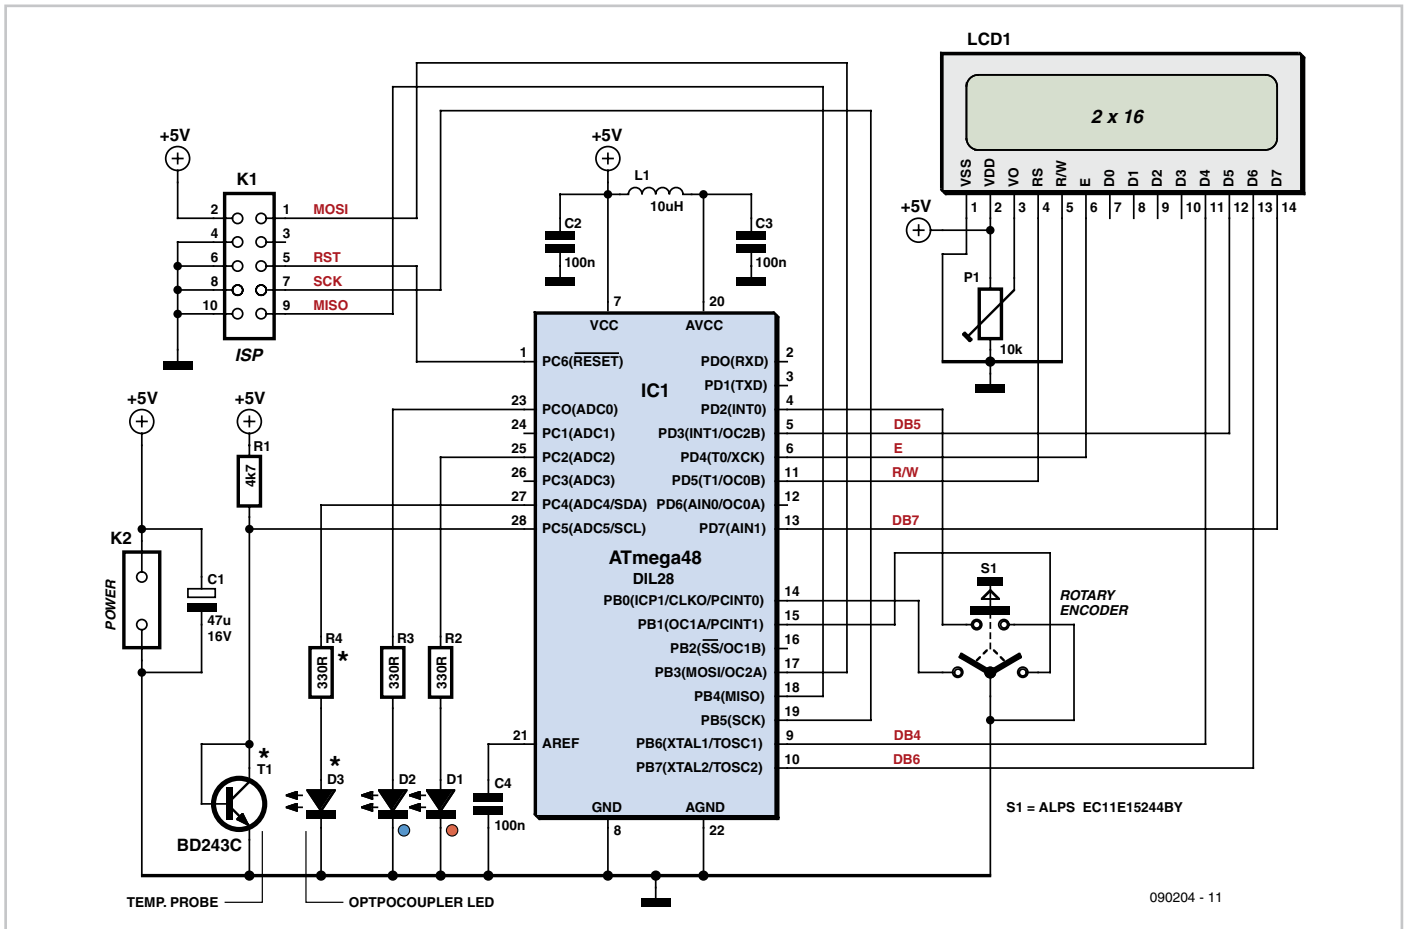 LCD1
2 x 16
VSS VDD VO RS R/W E D0 D1 D2 D3 D4 D5 D6 D7
1 2 3 4 5 6 7 8 9 10 11 12 13 14
+5V
P1
10k
+5V
K1
2 1 MOSI
4 3
6 5 RST
8 7 SCK
10 9 MISO
ISP
+5V
L1
10uH
C2
100n
C3
100n
7 20
VCC AVCC
1 PC6(RESET)
IC1
23 PCO(ADC0)
24 PC1(ADC1)
25 PC2(ADC2)
26 PC3(ADC3)
27 PC4(ADC4/SDA)
28 PC5(ADC5/SCL)
ATmega48
DIL28
PDO(RXD) 2
PD1(TXD) 3
PD2(INT0) 4
PD3(INT1/OC2B) 5 DB5
PD4(T0/XCK) 6 E
PD5(T1/OC0B) 11 R/W
PD6(AIN0/OC0A) 12
PD7(AIN1) 13 DB7
PB0(ICP1/CLKO/PCINT0) 14
PB1(OC1A/PCINT1) 15
PB2(SS/OC1B) 16
PB3(MOSI/OC2A) 17
PB4(MISO) 18
PB5(SCK) 19
PB6(XTAL1/TOSC1) 9 DB4
PB7(XTAL2/TOSC2) 10 DB6
21 AREF
GND AGND
8 22
+5V
+5V
R1
4k7
K2
POWER
C1
47u
16V
R4 *
330R
R3
330R
R2
330R
* T1
BD243C
* D3
D2
D1
C4
100n
S1
ROTARY
ENCODER
S1 = ALPS EC11E15244BY
TEMP. PROBE
OPTPOCOUPLER LED
090204 - 11